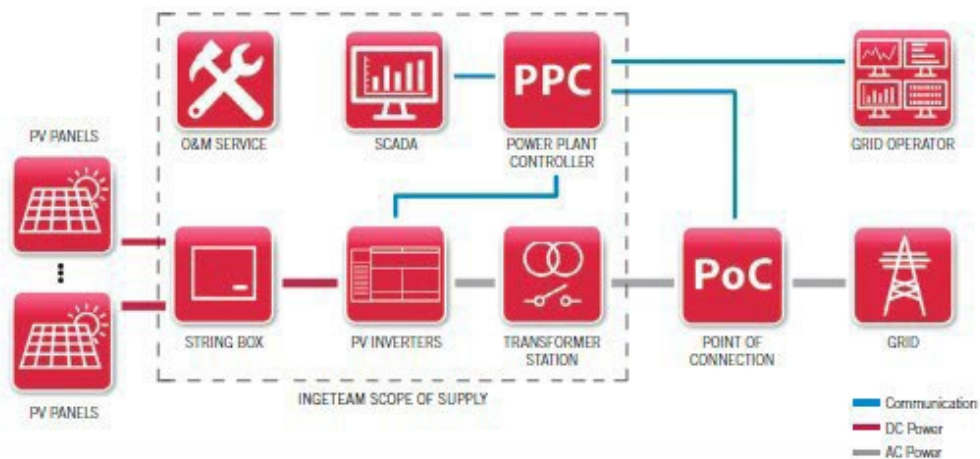 PPC
PoC
PV PANELS
O&M SERVICE
SCADA
POWER PLANT
CONTROLLER
GRID OPERATOR
STRING BOX
PV INVERTERS
TRANSFORMER
STATION
POINT OF
CONNECTION
GRID
PV PANELS
INGETEAM SCOPE OF SUPPLY
Communication
DC Power
AC Power